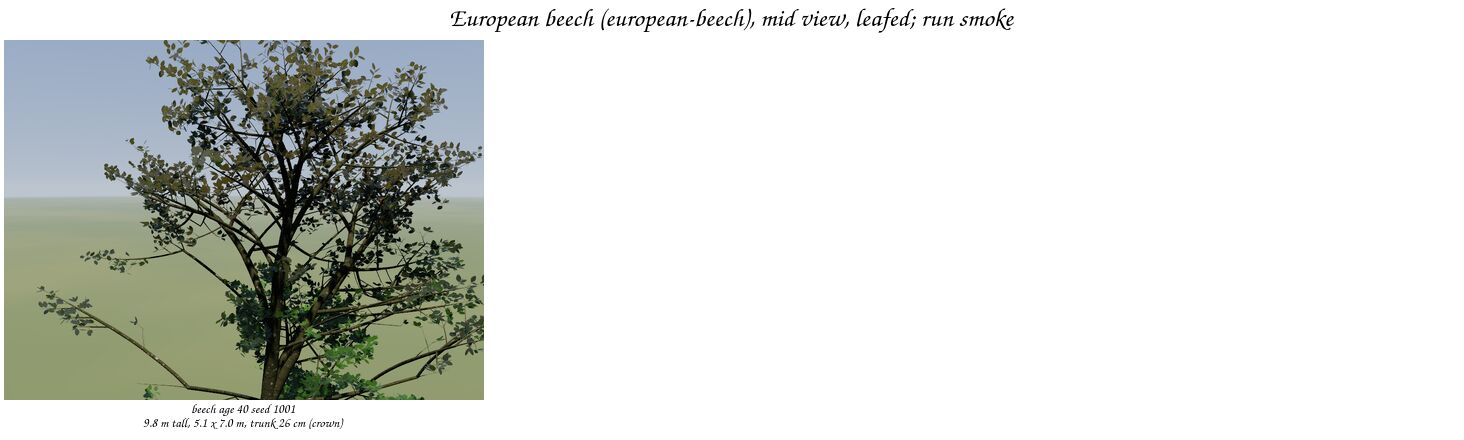 European beech (european-beech), mid view, leafed; run smoke
beech age 40 seed 1001
9.8 m tall, 5.1 x 7.0 m, trunk 26 cm (crown)